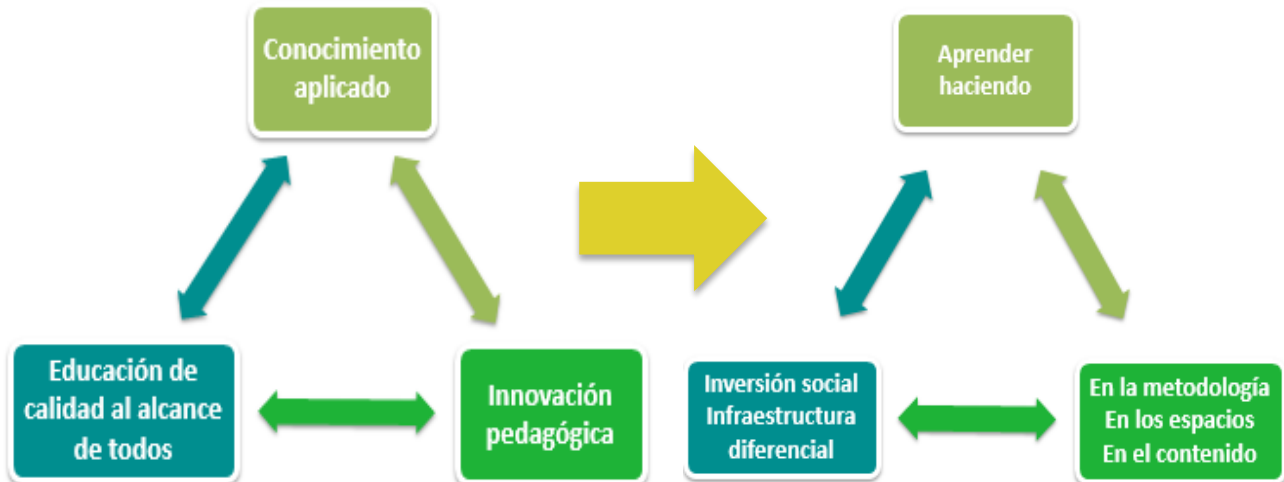 Conocimiento
aplicado
Educación de
calidad al alcance
de todos
Innovación
pedagógica
Aprender
haciendo
Inversión social
Infraestructura
diferencial
En la metodología
En los espacios
En el contenido